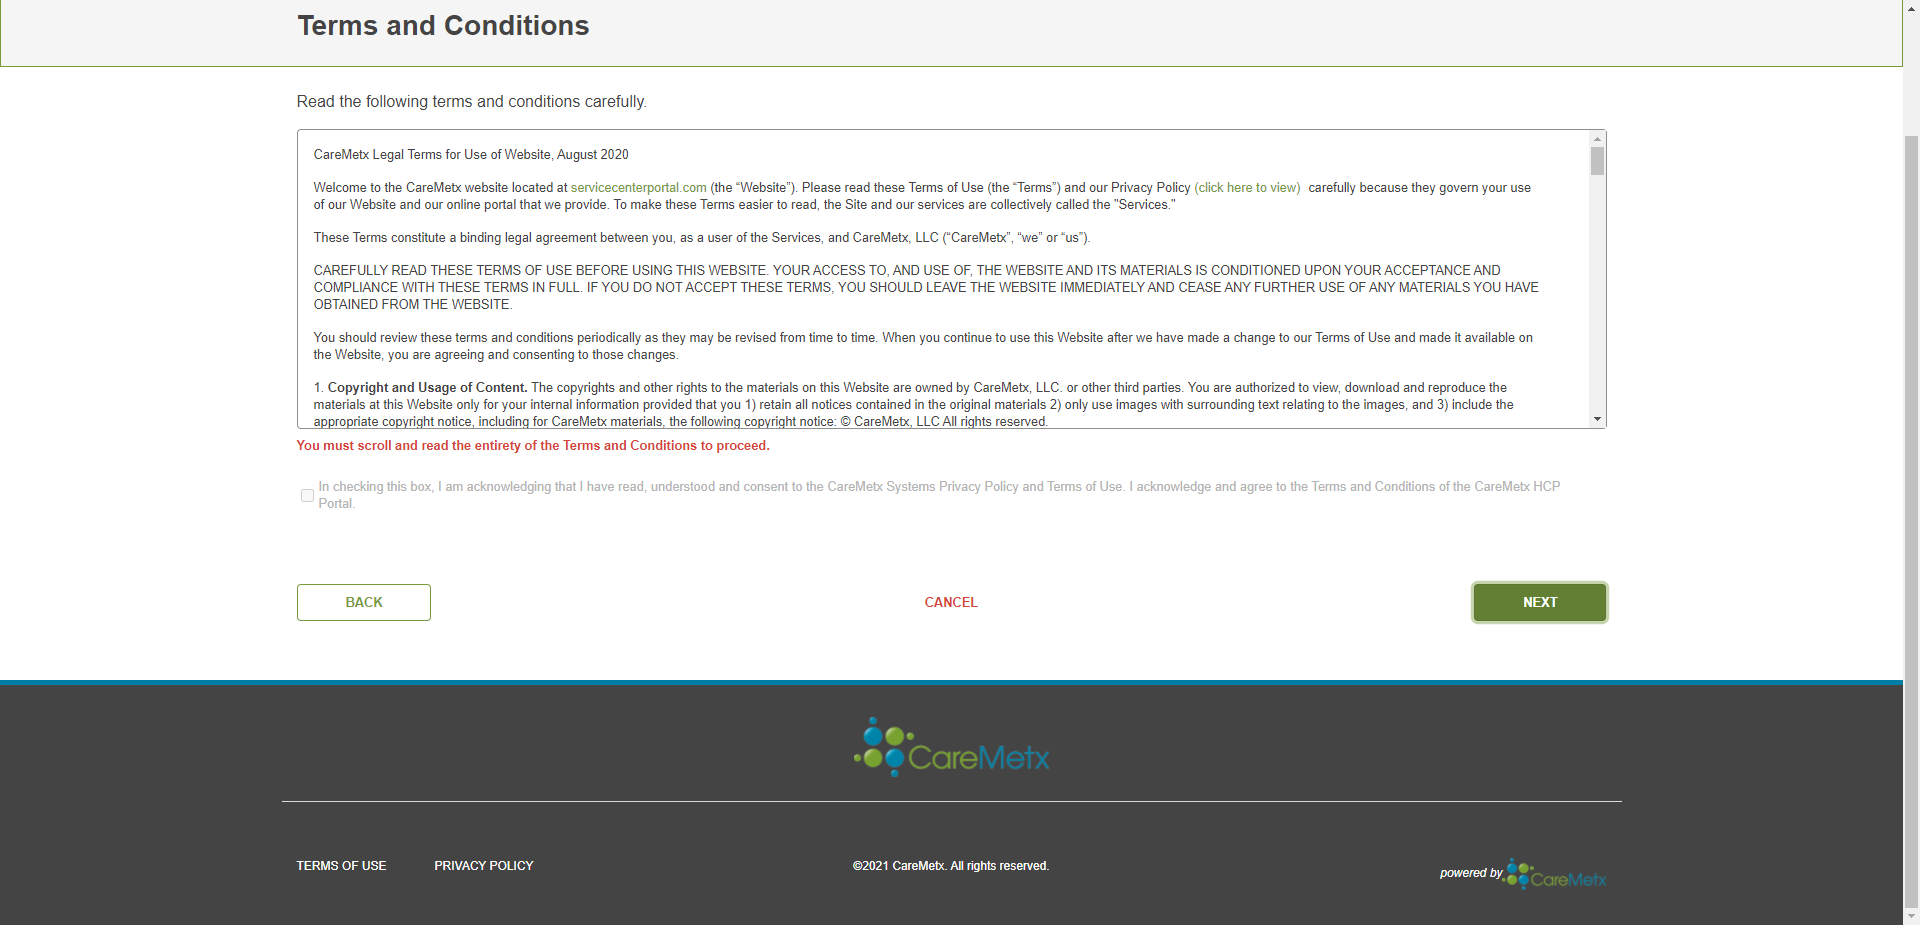 Terms and Conditions
Read the following terms and conditions carefully.
CareMetx Legal Terms for Use of Website, August 2020
Welcome to the CareMetx website located at servicecenterportal.com (the “Website”). Please read these Terms of Use (the “Terms”) and our Privacy Policy (click here to view)  carefully because they govern your use
of our Website and our online portal that we provide. To make these Terms easier to read, the Site and our services are collectively called the "Services."
These Terms constitute a binding legal agreement between you, as a user of the Services, and CareMetx, LLC (“CareMetx”, “we” or “us”).
CAREFULLY READ THESE TERMS OF USE BEFORE USING THIS WEBSITE. YOUR ACCESS TO, AND USE OF, THE WEBSITE AND ITS MATERIALS IS CONDITIONED UPON YOUR ACCEPTANCE AND
COMPLIANCE WITH THESE TERMS IN FULL. IF YOU DO NOT ACCEPT THESE TERMS, YOU SHOULD LEAVE THE WEBSITE IMMEDIATELY AND CEASE ANY FURTHER USE OF ANY MATERIALS YOU HAVE
OBTAINED FROM THE WEBSITE.
You should review these terms and conditions periodically as they may be revised from time to time. When you continue to use this Website after we have made a change to our Terms of Use and made it available on
the Website, you are agreeing and consenting to those changes.
1. Copyright and Usage of Content. The copyrights and other rights to the materials on this Website are owned by CareMetx, LLC. or other third parties. You are authorized to view, download and reproduce the
materials at this Website only for your internal information provided that you 1) retain all notices contained in the original materials 2) only use images with surrounding text relating to the images, and 3) include the
appropriate copyright notice, including for CareMetx materials, the following copyright notice: © CareMetx, LLC All rights reserved.
You must scroll and read the entirety of the Terms and Conditions to proceed.
In checking this box, I am acknowledging that I have read, understood and consent to the CareMetx Systems Privacy Policy and Terms of Use. I acknowledge and agree to the Terms and Conditions of the CareMetx HCP
Portal.
BACK
CANCEL
NEXT
CareMetx
TERMS OF USE
PRIVACY POLICY
©2021 CareMetx. All rights reserved.
powered by CareMetx